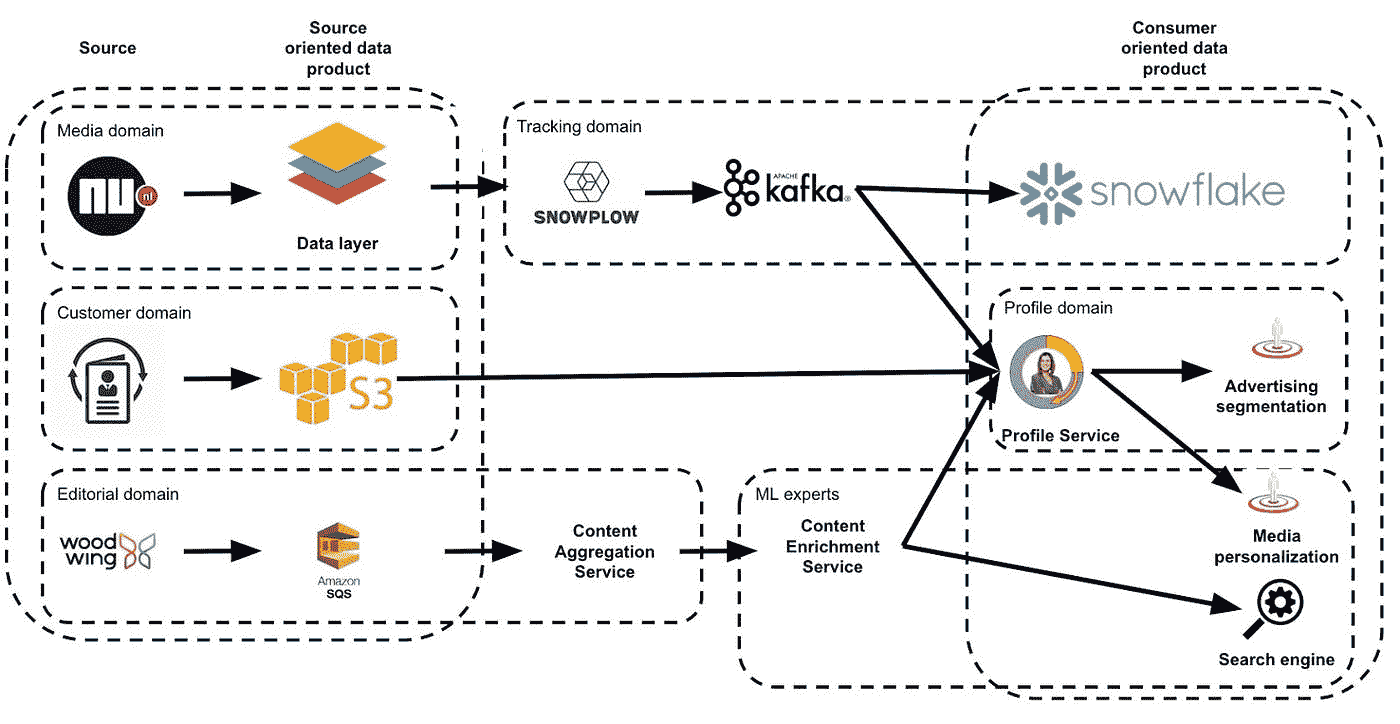 Source
Source
oriented data
product
Consumer
oriented data
product
Media domain
nu
nl
Data layer
Tracking domain
SNOWPLOW
APACHE
kafka®
snowflake
Customer domain
S3
Profile domain
Profile Service
Advertising
segmentation
Editorial domain
wood
wing
Amazon
SQS
Content
Aggregation
Service
ML experts
Content
Enrichment
Service
Media
personalization
Search engine